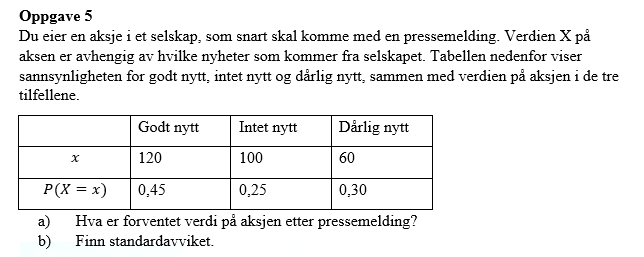 Oppgave 5
Du eier en aksje i et selskap, som snart skal komme med en pressemelding. Verdien X på
aksen er avhengig av hvilke nyheter som kommer fra selskapet. Tabellen nedenfor viser
sannsynligheten for godt nytt, intet nytt og dårlig nytt, sammen med verdien på aksjen i de tre
tilfellene.
Godt nytt Intet nytt Dårlig nytt
x 120 100 60
P(X = x) 0,45 0,25 0,30
a) Hva er forventet verdi på aksjen etter pressemelding?
b) Finn standardavviket.